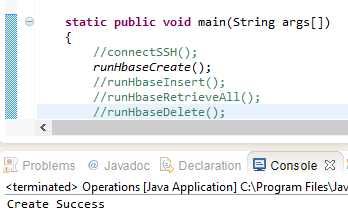 static public void main(String args[])
{
//connectSSH();
runHbaseCreate();
//runHbaseInsert();
//runHbaseRetrieveAll();
//runHbaseDelete();
Problems @ Javadoc Declaration Console
<terminated> Operations [Java Application] C:\Program Files\Jav
Create Success